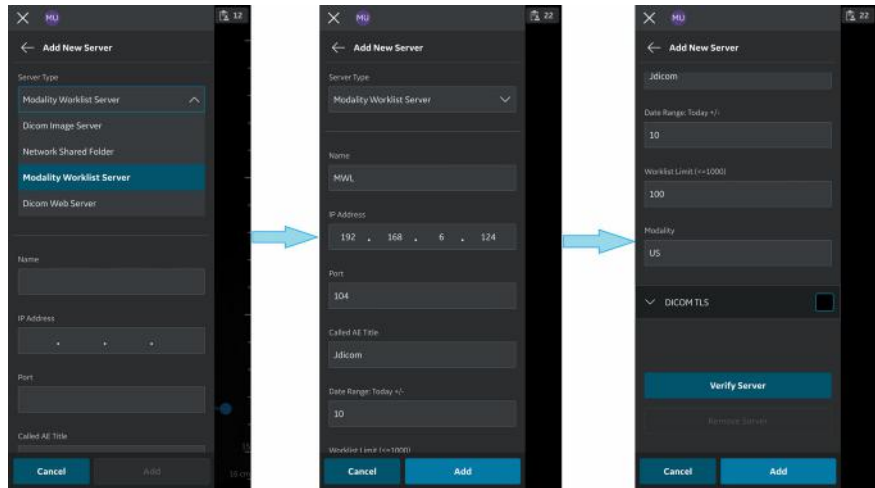 MU
12
Add New Server
Server Type
Modality Worklist Server
Dicom Image Server
Network Shared Folder
Modality Worklist Server
Dicom Web Server
Name
IP Address
. . .
Port
Called AE Title
Cancel
Add
MU
22
Add New Server
Server Type
Modality Worklist Server
Name
MWL
IP Address
192 . 168 . 6 . 124
Port
104
Called AE Title
Jdicom
Date Range: Today +/-
10
Worklist Limit (<=1000)
Cancel
Add
MU
22
Add New Server
Jdicom
Date Range: Today +/-
10
Worklist Limit (<=1000)
100
Modality
US
DICOM TLS
Verify Server
Remove Server
Cancel
Add